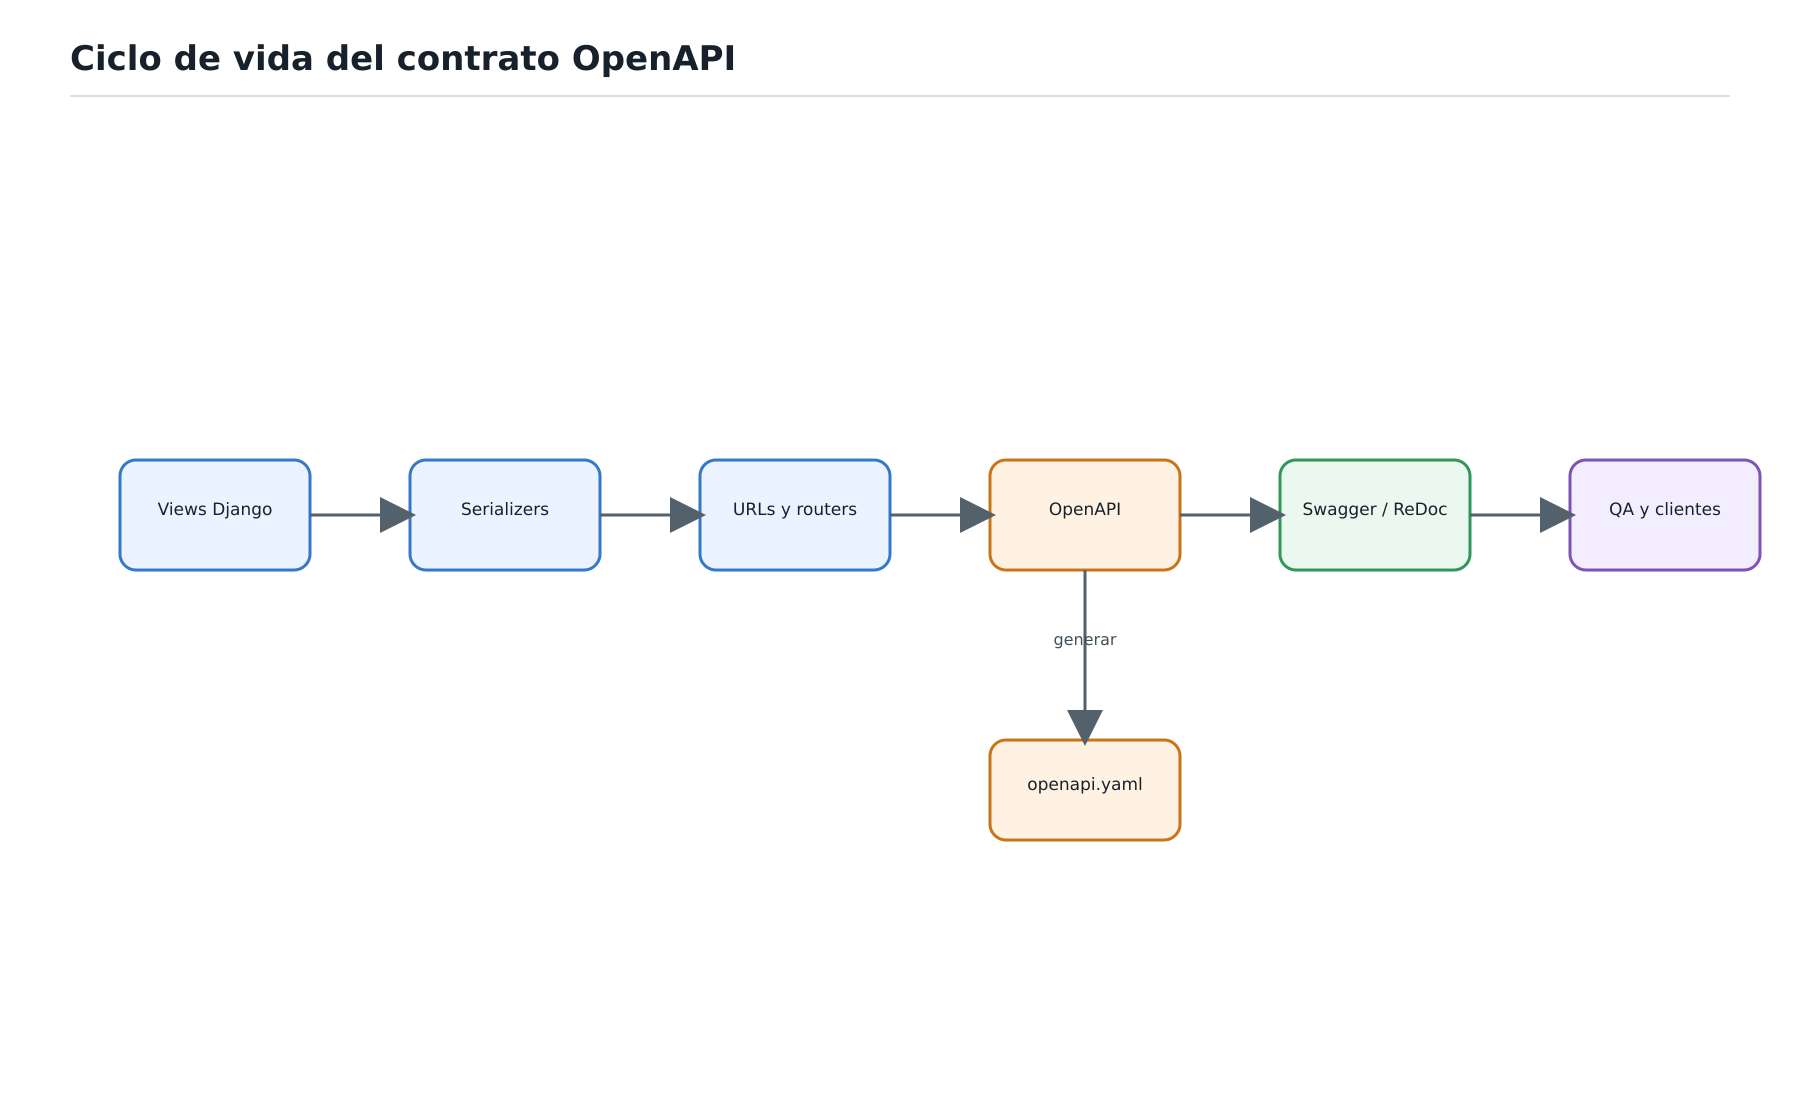 Ciclo de vida del contrato OpenAPI
Views Django
Serializers
URLs y routers
OpenAPI
Swagger / ReDoc
QA y clientes
generar
openapi.yaml